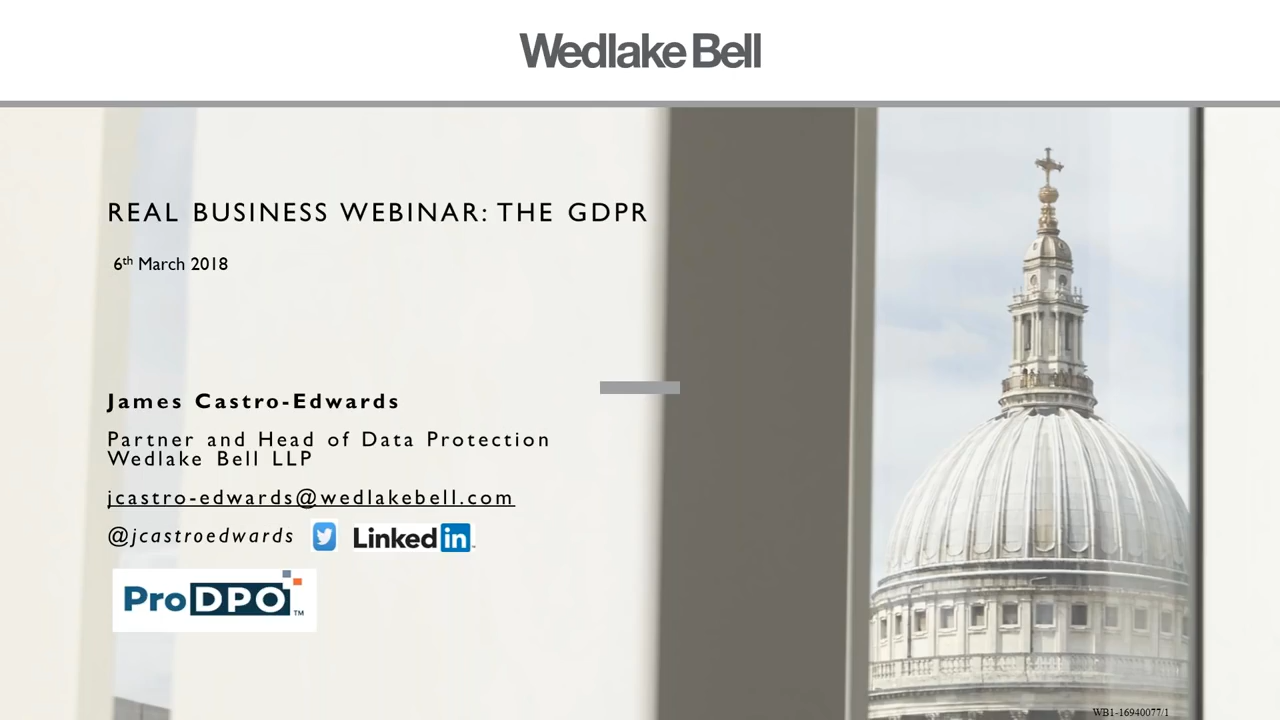 Wedlake Bell
REAL BUSINESS WEBINAR: THE GDPR
6th March 2018
James Castro-Edwards
Partner and Head of Data Protection
Wedlake Bell LLP
jcastro-edwards@wedlakebell.com
@jcastroedwards LinkedIn
ProDPO™
WB1-16940077/1